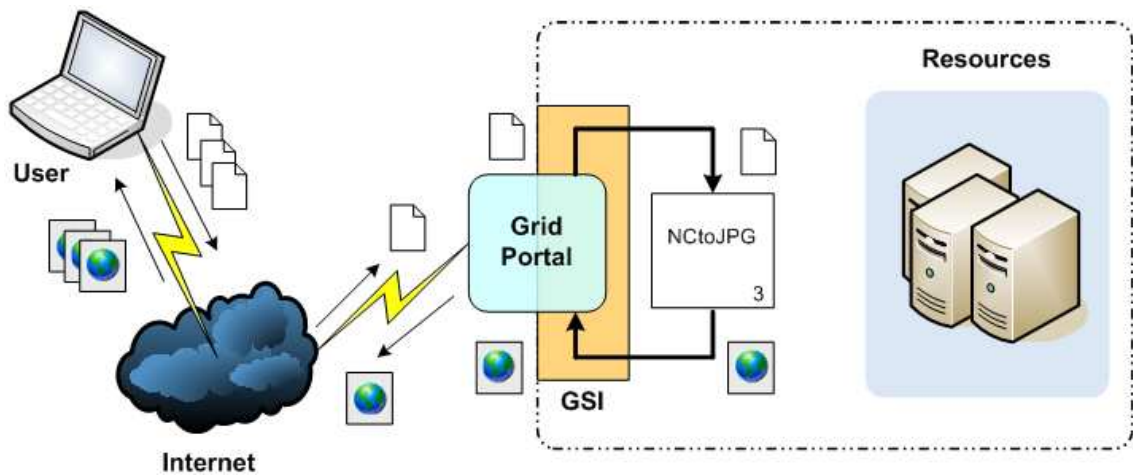 Resources
User
Grid
Portal
NCtoJPG
3
GSI
Internet